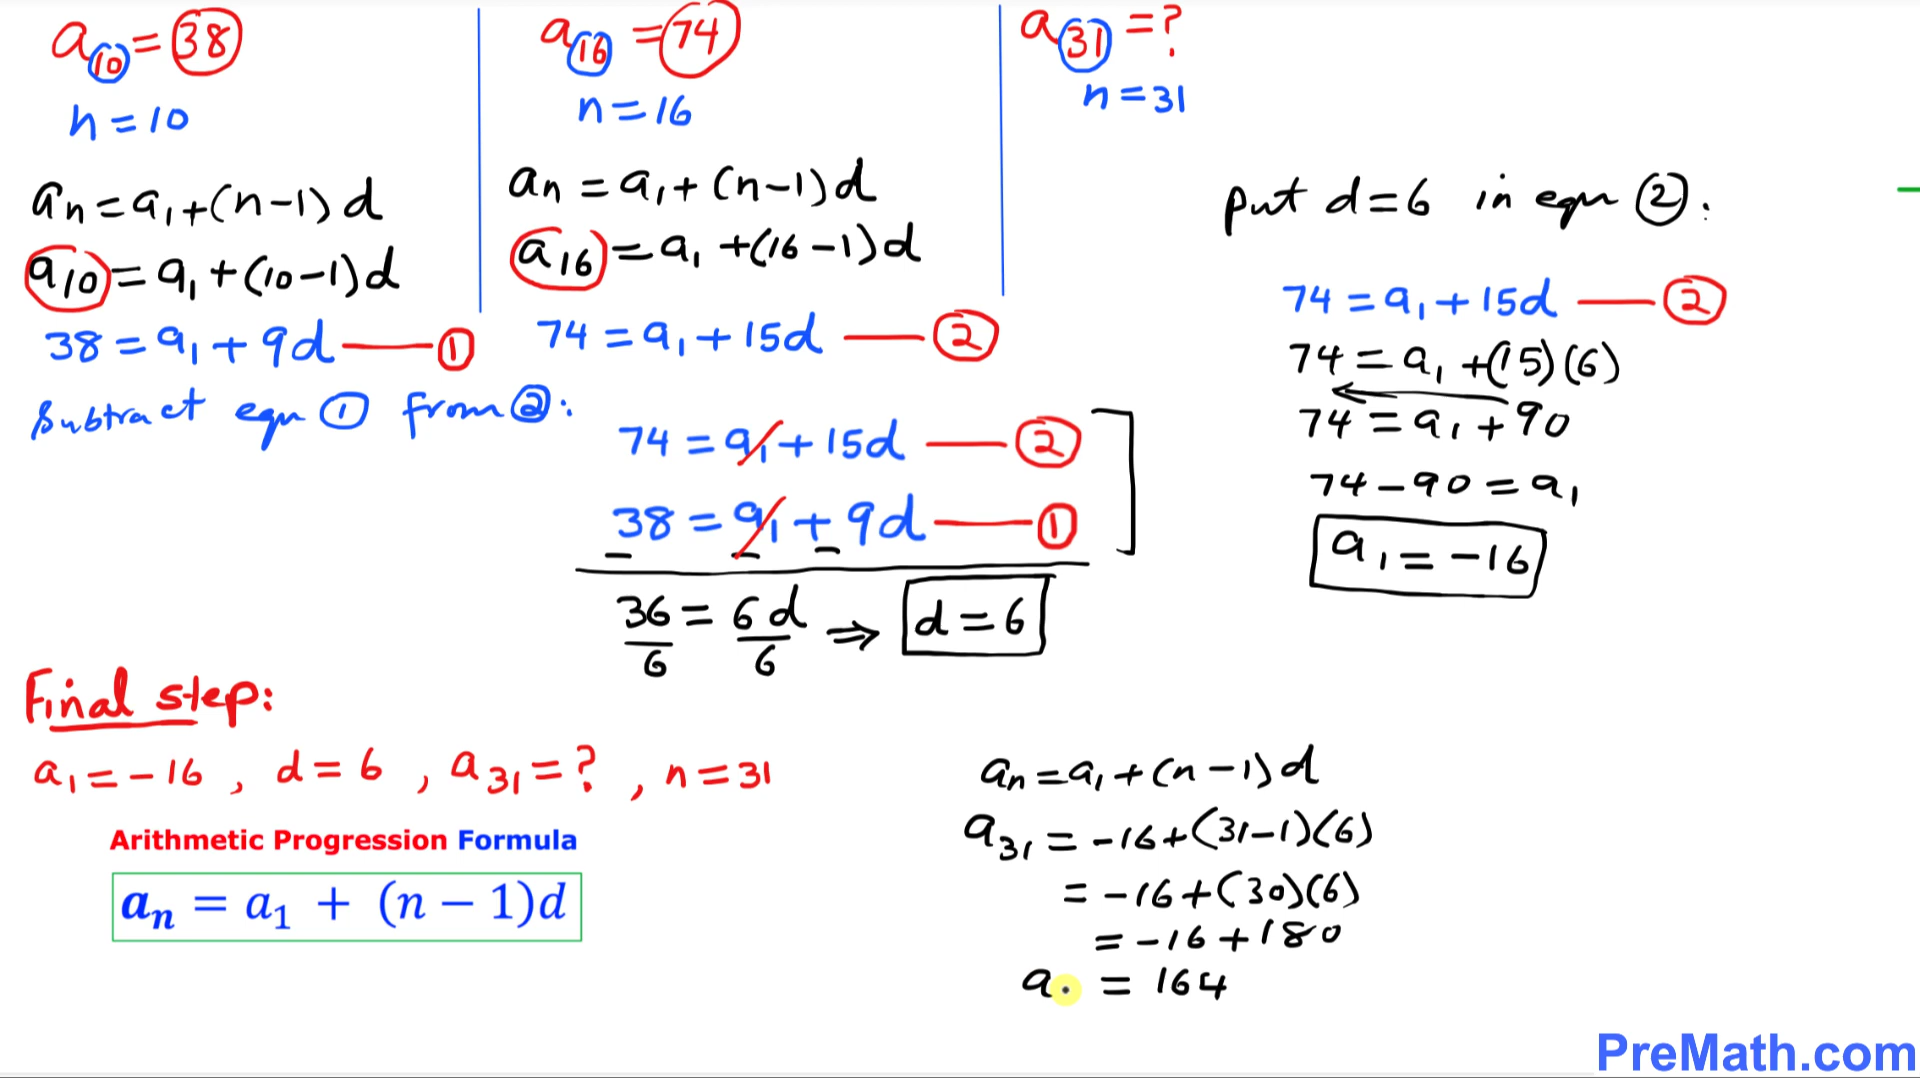 a₁₀ = 38
n = 10
aₙ = a₁ + (n-1) d
a₁₀ = a₁ + (10-1) d
38 = a₁ + 9d — ①
a₁₆ = 74
n = 16
aₙ = a₁ + (n-1) d
a₁₆ = a₁ + (16-1) d
74 = a₁ + 15d — ②
a₃₁ = ?
n = 31
Subtract eqn ① from ②:
74 = a₁ + 15d — ②
38 = a₁ + 9d — ①
- - -
36/6 = 6d/6 ⇒ d = 6
put d = 6 in eqn ②.
74 = a₁ + 15d — ②
74 = a₁ + (15)(6)
74 = a₁ + 90
74 - 90 = a₁
a₁ = -16
Final step:
a₁ = -16 , d = 6 , a₃₁ = ? , n = 31
Arithmetic Progression Formula
aₙ = a₁ + (n − 1)d
aₙ = a₁ + (n-1) d
a₃₁ = -16 + (31-1)(6)
= -16 + (30)(6)
= -16 + 180
a. = 164
PreMath.com